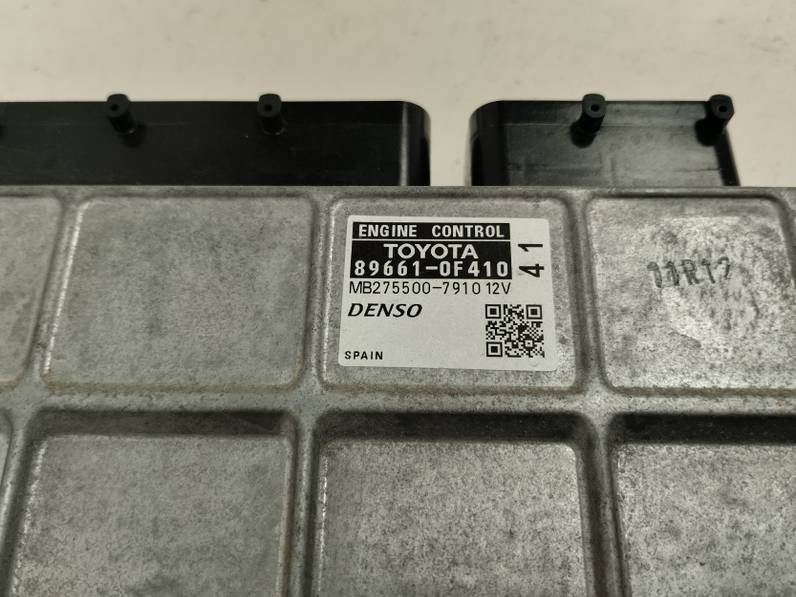 ENGINE CONTROL
TOYOTA
89661-0F410
41
MB275500-7910 12V
DENSO
SPAIN